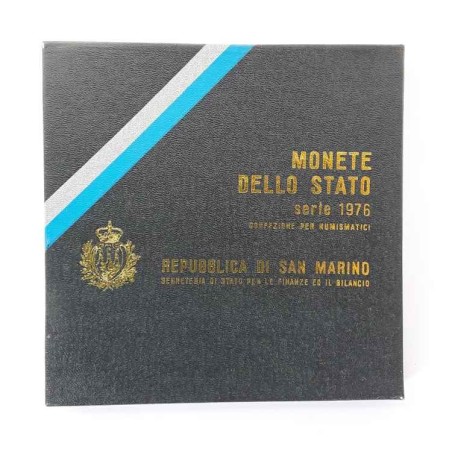 MONETE
DELLO STATO
serie 1976
CONFEZIONE PER NUMISMATICI
REPUBBLICA DI SAN MARINO
SEGRETERIA DI STATO PER LE FINANZE ED IL BILANCIO